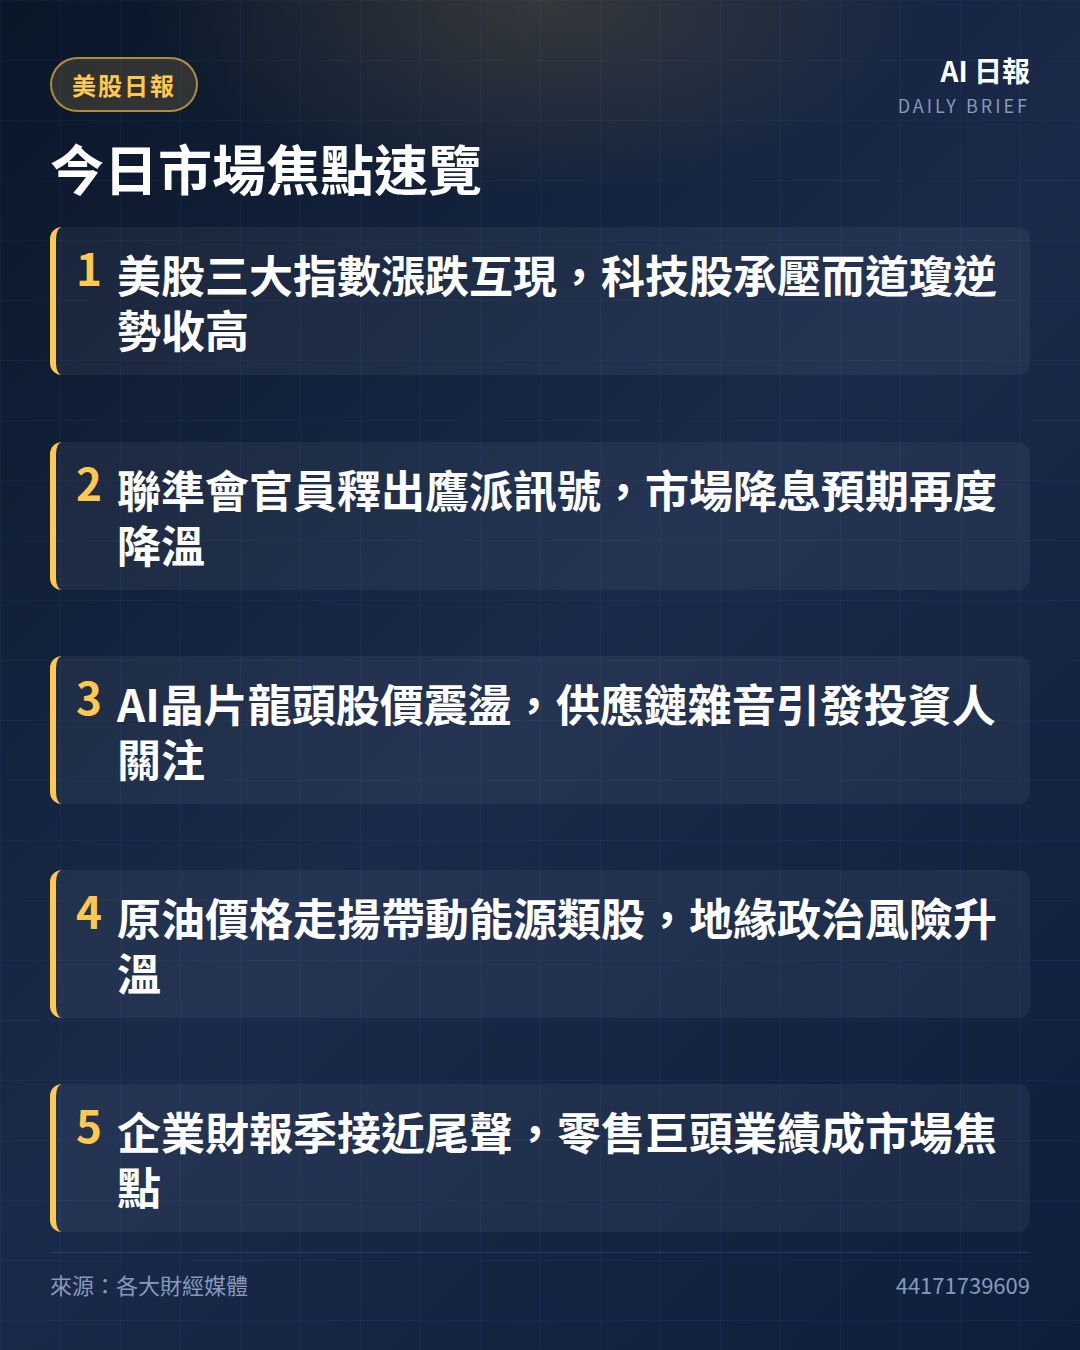 美股日報
AI 日報
DAILY BRIEF
今日市場焦點速覽
1 美股三大指數漲跌互現，科技股承壓而道瓊逆
勢收高
2 聯準會官員釋出鷹派訊號，市場降息預期再度
降溫
3 AI晶片龍頭股價震盪，供應鏈雜音引發投資人
關注
4 原油價格走揚帶動能源類股，地緣政治風險升
溫
5 企業財報季接近尾聲，零售巨頭業績成市場焦
點
來源：各大財經媒體
44171739609